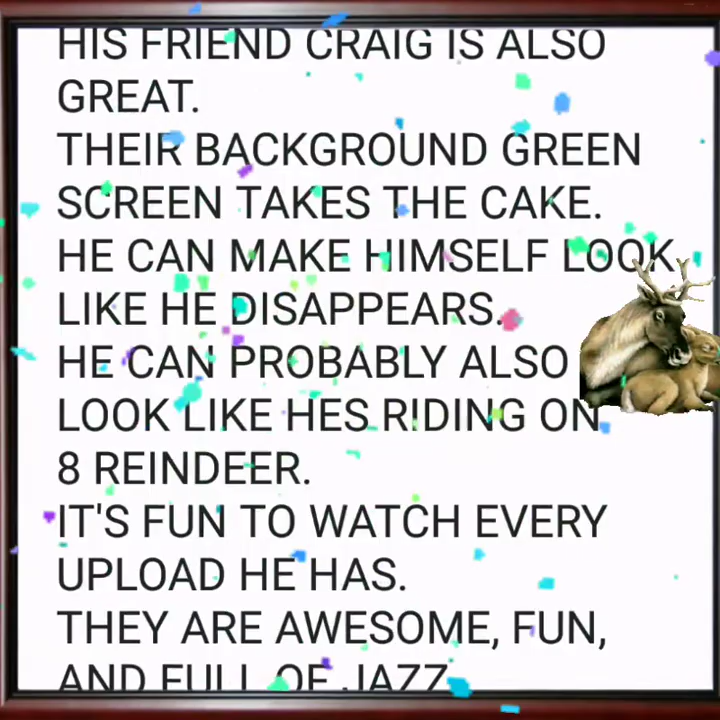 HIS FRIEND CRAIG IS ALSO
GREAT.
THEIR BACKGROUND GREEN
SCREEN TAKES THE CAKE.
HE CAN MAKE HIMSELF LOOK
LIKE HE DISAPPEARS.
HE CAN PROBABLY ALSO
LOOK LIKE HES RIDING ON
8 REINDEER.
IT'S FUN TO WATCH EVERY
UPLOAD HE HAS.
THEY ARE AWESOME, FUN,
AND FULL OF JAZZ